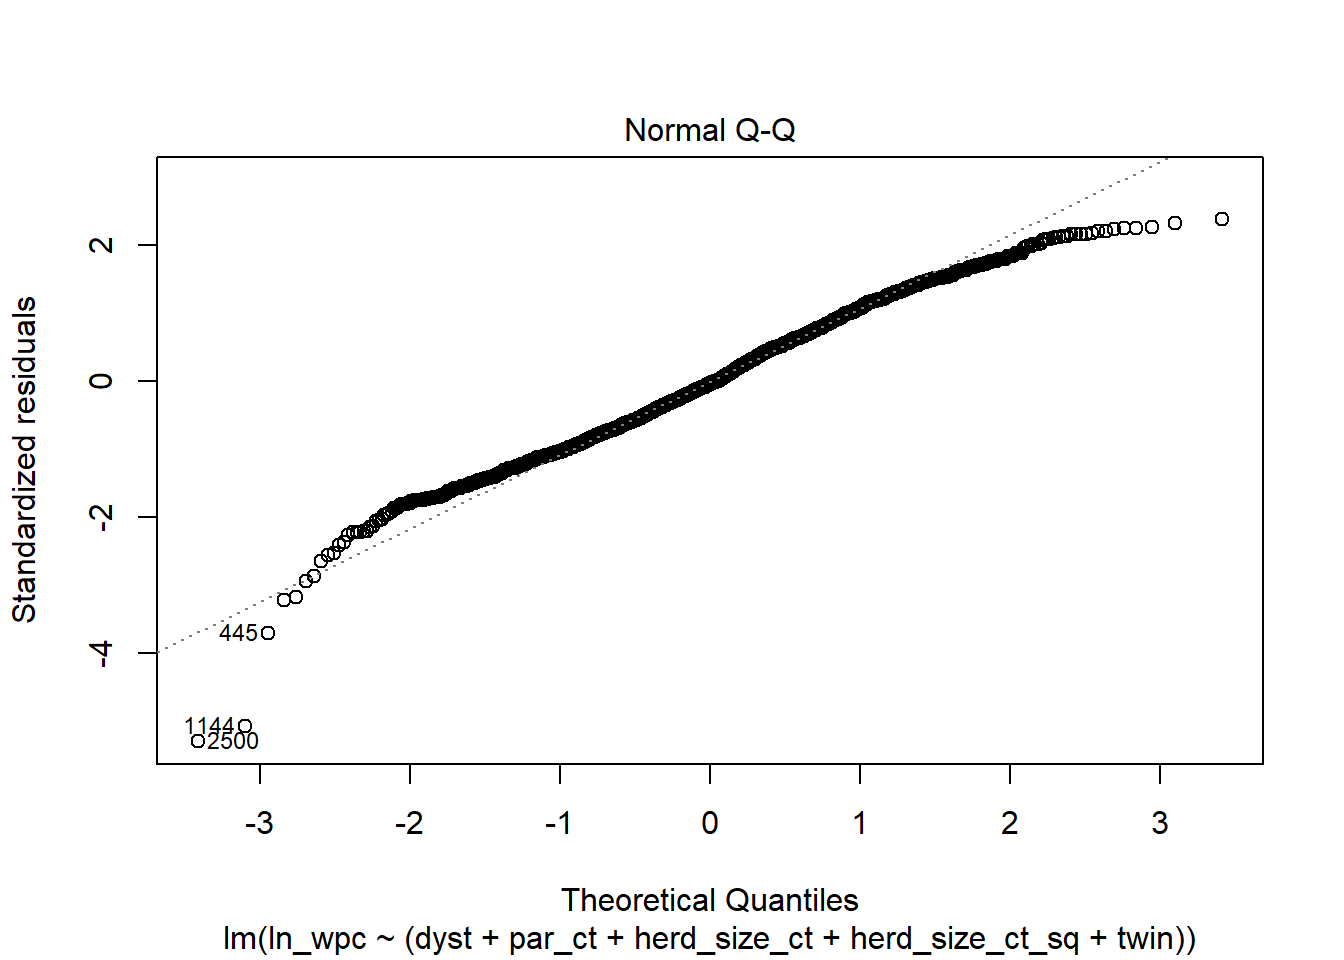 Normal Q-Q
Standardized residuals
2
0
-2
-4
445
1144
2500
-3 -2 -1 0 1 2 3
Theoretical Quantiles
lm(ln_wpc ~ (dyst + par_ct + herd_size_ct + herd_size_ct_sq + twin))